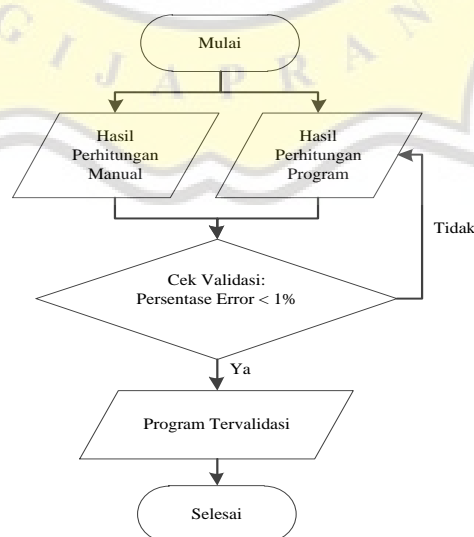 G I J A P R A N
Mulai
Hasil
Perhitungan
Manual
Hasil
Perhitungan
Program
Tidak
Cek Validasi:
Persentase Error < 1%
Ya
Program Tervalidasi
Selesai